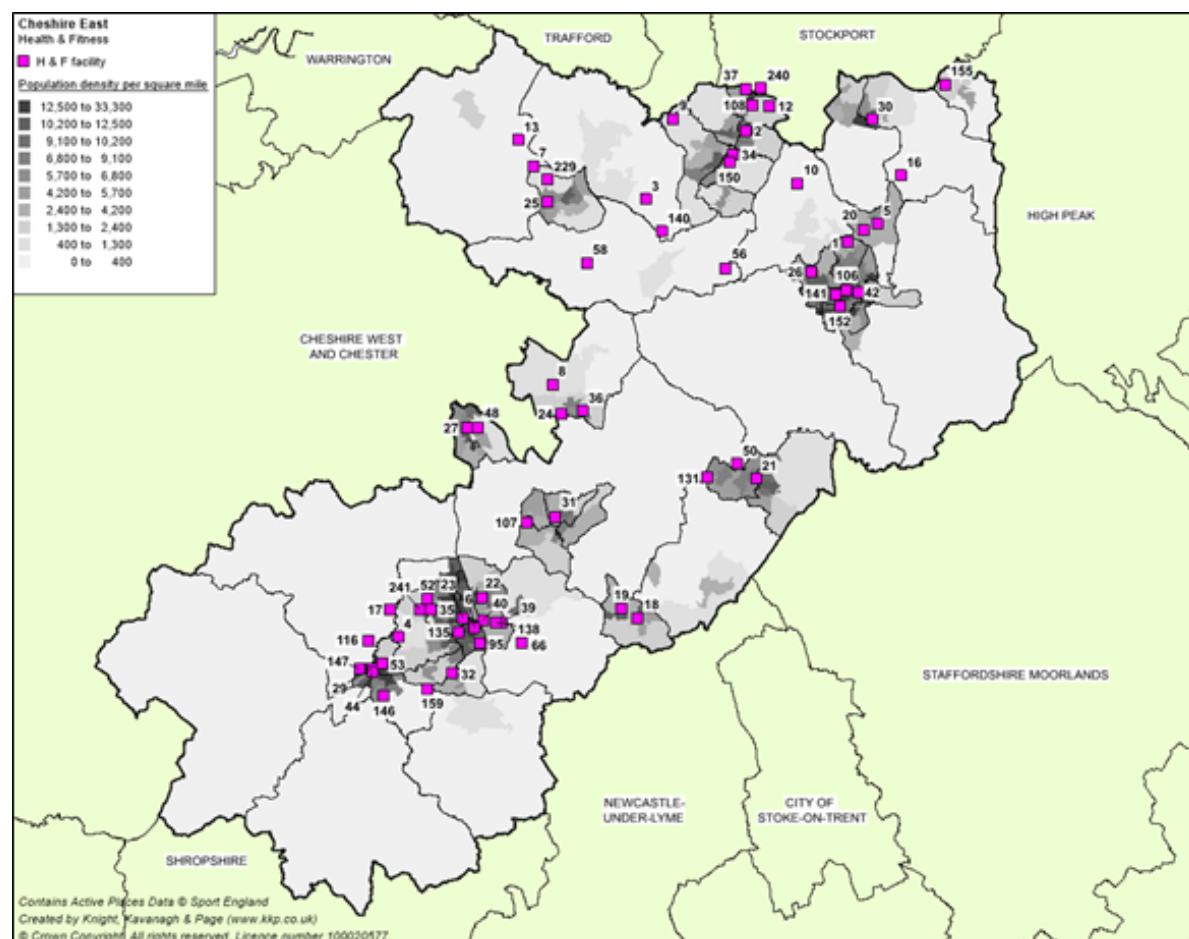 Cheshire East
Health & Fitness
H & F facility
Population density per square mile
12,500 to 33,300
10,200 to 12,500
9,100 to 10,200
6,800 to 9,100
5,700 to 6,800
4,200 to 5,700
2,400 to 4,200
1,300 to 2,400
400 to 1,300
0 to 400
TRAFFORD
STOCKPORT
WARRINGTON
37
240
155
9
108
12
30
13
2
7
34
229
150
16
10
3
25
HIGH PEAK
20
5
140
1
58
56
26
106
141
42
152
CHESHIRE WEST
AND CHESTER
8
24
36
27
48
50
131
21
31
107
241
52
23
22
6
40
17
35
39
19
18
4
135
138
116
95
66
147
53
29
32
44
146
159
STAFFORDSHIRE MOORLANDS
NEWCASTLE-
UNDER-LYME
CITY OF
STOKE-ON-TRENT
SHROPSHIRE
Contains Active Places Data © Sport England
Created by Knight, Kavanagh & Page (www.kkp.co.uk)
© Crown Copyright. All rights reserved. Licence number 100020577.